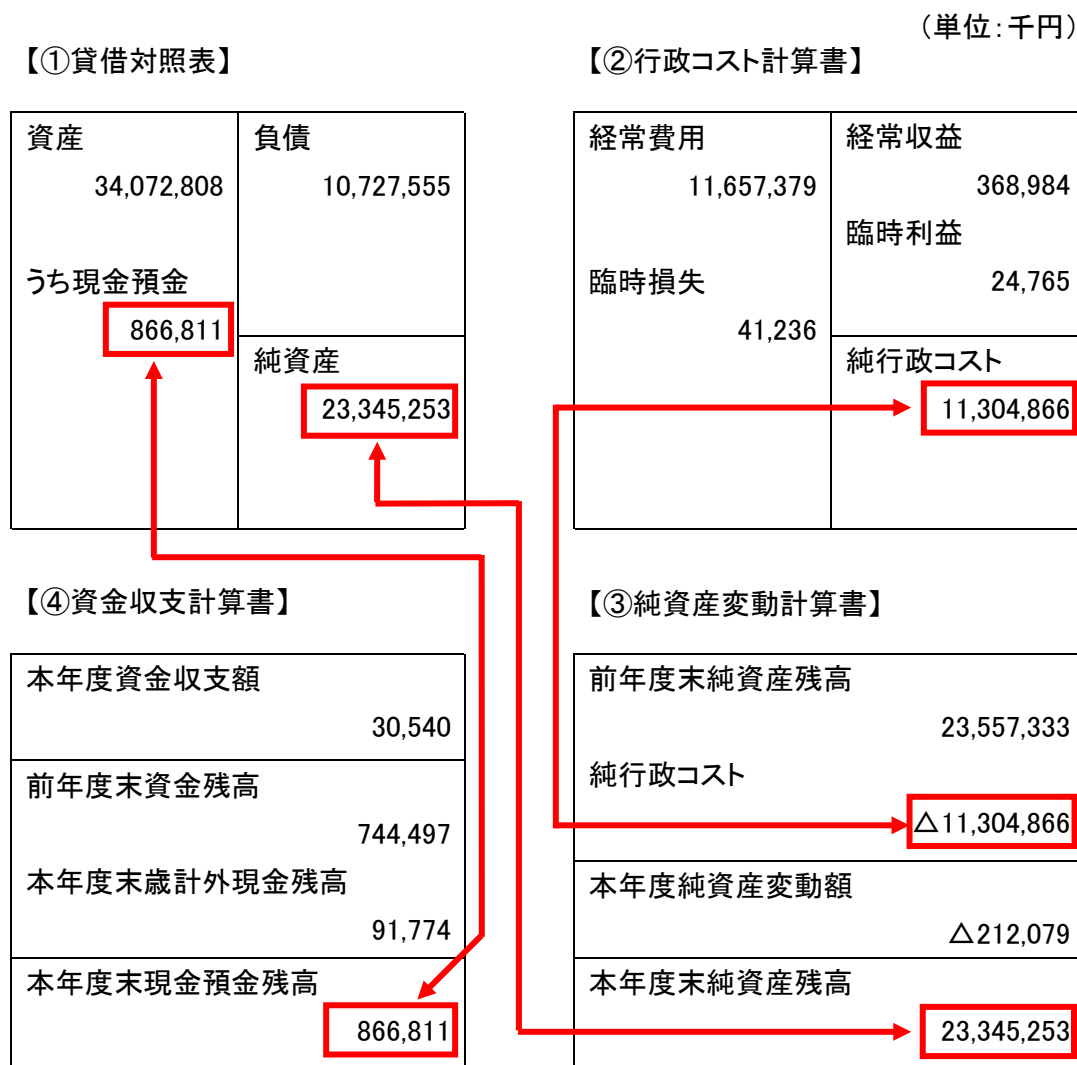 （単位：千円）
【①貸借対照表】
資産
34,072,808
うち現金預金
866,811
負債
10,727,555
純資産
23,345,253
【②行政コスト計算書】
経常費用
11,657,379
臨時損失
41,236
経常収益
368,984
臨時利益
24,765
純行政コスト
11,304,866
【④資金収支計算書】
本年度資金収支額
30,540
前年度末資金残高
744,497
本年度末歳計外現金残高
91,774
本年度末現金預金残高
866,811
【③純資産変動計算書】
前年度末純資産残高
23,557,333
純行政コスト
△11,304,866
本年度純資産変動額
△212,079
本年度末純資産残高
23,345,253